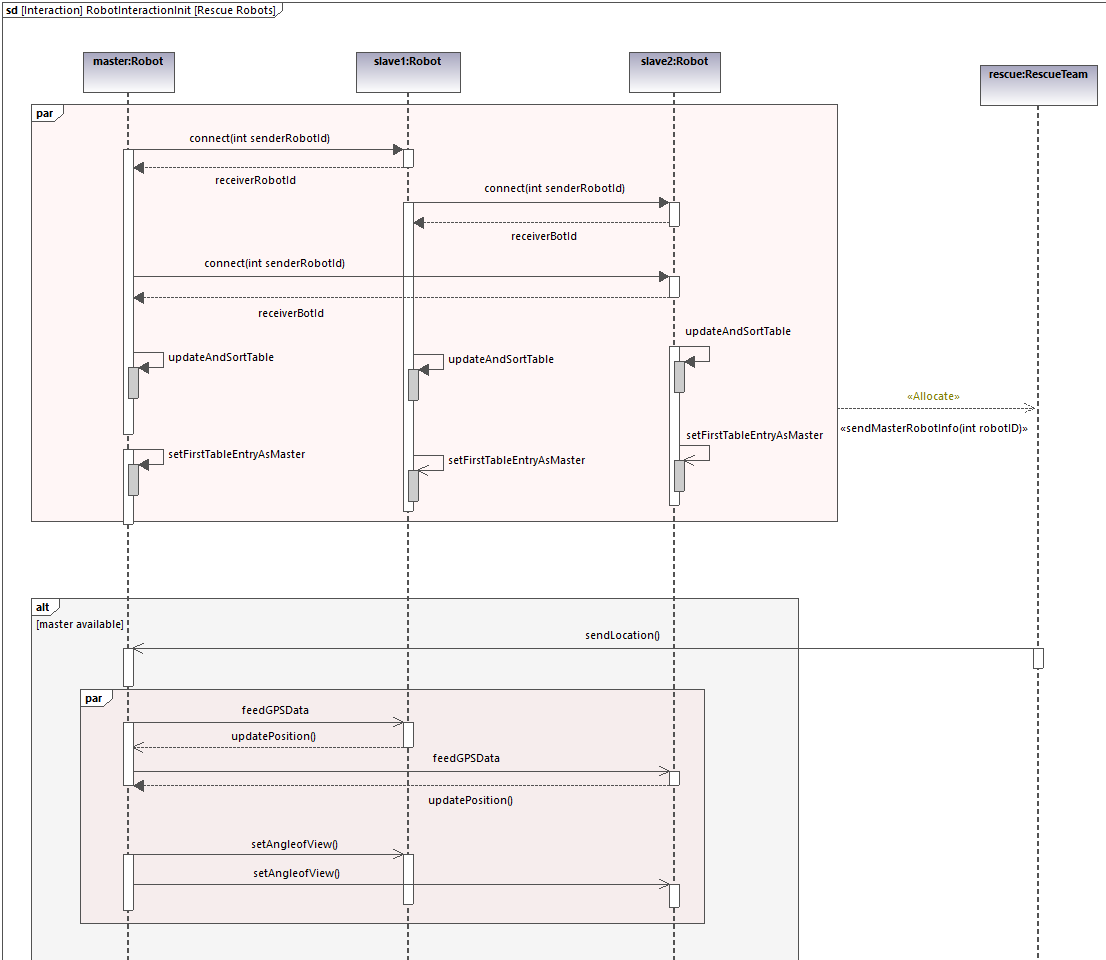 sd [Interaction] RobotInteractionInit [Rescue Robots]
master:Robot
slave1:Robot
slave2:Robot
rescue:RescueTeam
par
connect(int senderRobotId)
receiverRobotId
connect(int senderRobotId)
receiverBotId
connect(int senderRobotId)
receiverBotId
updateAndSortTable
updateAndSortTable
updateAndSortTable
«Allocate»
«sendMasterRobotInfo(int robotID)»
setFirstTableEntryAsMaster
setFirstTableEntryAsMaster
setFirstTableEntryAsMaster
alt
[master available]
sendLocation()
par
feedGPSData
updatePosition()
feedGPSData
updatePosition()
setAngleofView()
setAngleofView()